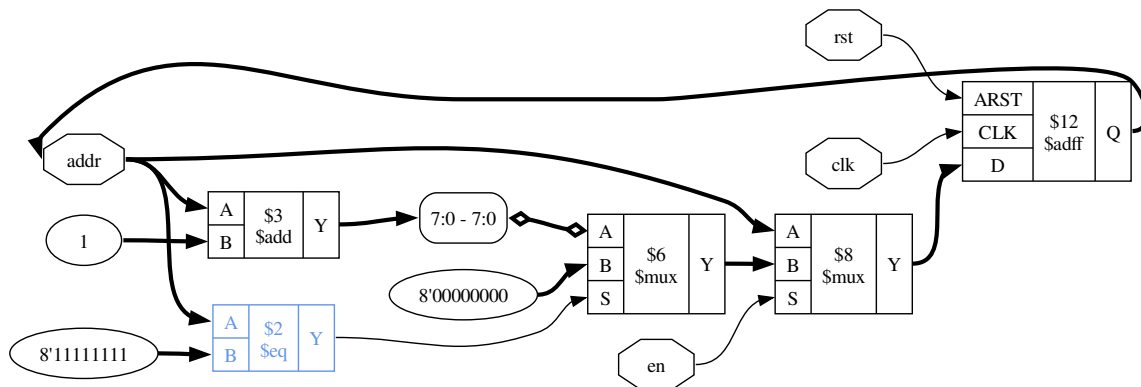 rst
ARST
CLK
D
$12
$adff
Q
clk
addr
A
B
$3
$add
Y
1
7:0 - 7:0
A
B
S
$6
$mux
Y
A
B
S
$8
$mux
Y
8'00000000
A
B
$2
$eq
Y
8'11111111
en